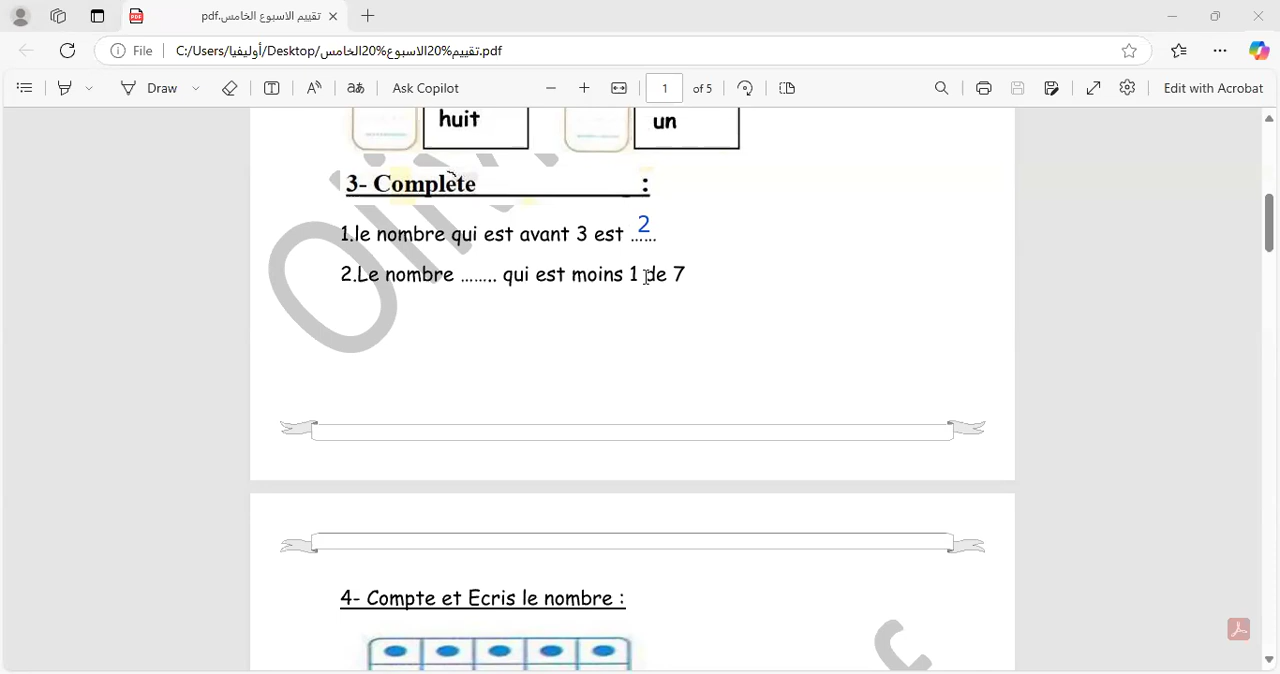 تقييم الاسبوع الخامس.pdf
File
C:/Users/أوليفيا/Desktop/تقييم%20الاسبوع%20الخامس.pdf
Draw
Ask Copilot
1 of 5
Edit with Acrobat
huit
un
3- Complete :
1.le nombre qui est avant 3 est ...... 2
2.Le nombre ........ qui est moins 1 de 7
4- Compte et Ecris le nombre :